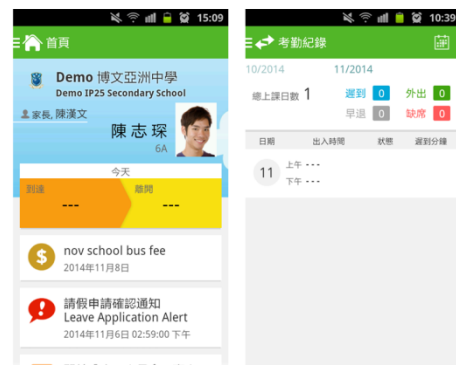 15:09
首頁
Demo 博文亞洲中學
Demo IP25 Secondary School
家長, 陳漢文
陳 志 琛
6A
今天
到達
離開
---
---
nov school bus fee
2014年11月8日
請假申請確認通知
Leave Application Alert
2014年11月6日 02:59:00 下午
10:39
考勤紀錄
10/2014
11/2014
總上課日數 1
遲到 0
外出 0
早退 0
缺席 0
日期
出入時間
狀態
遲到分鐘
11
上午 ---
下午 ---